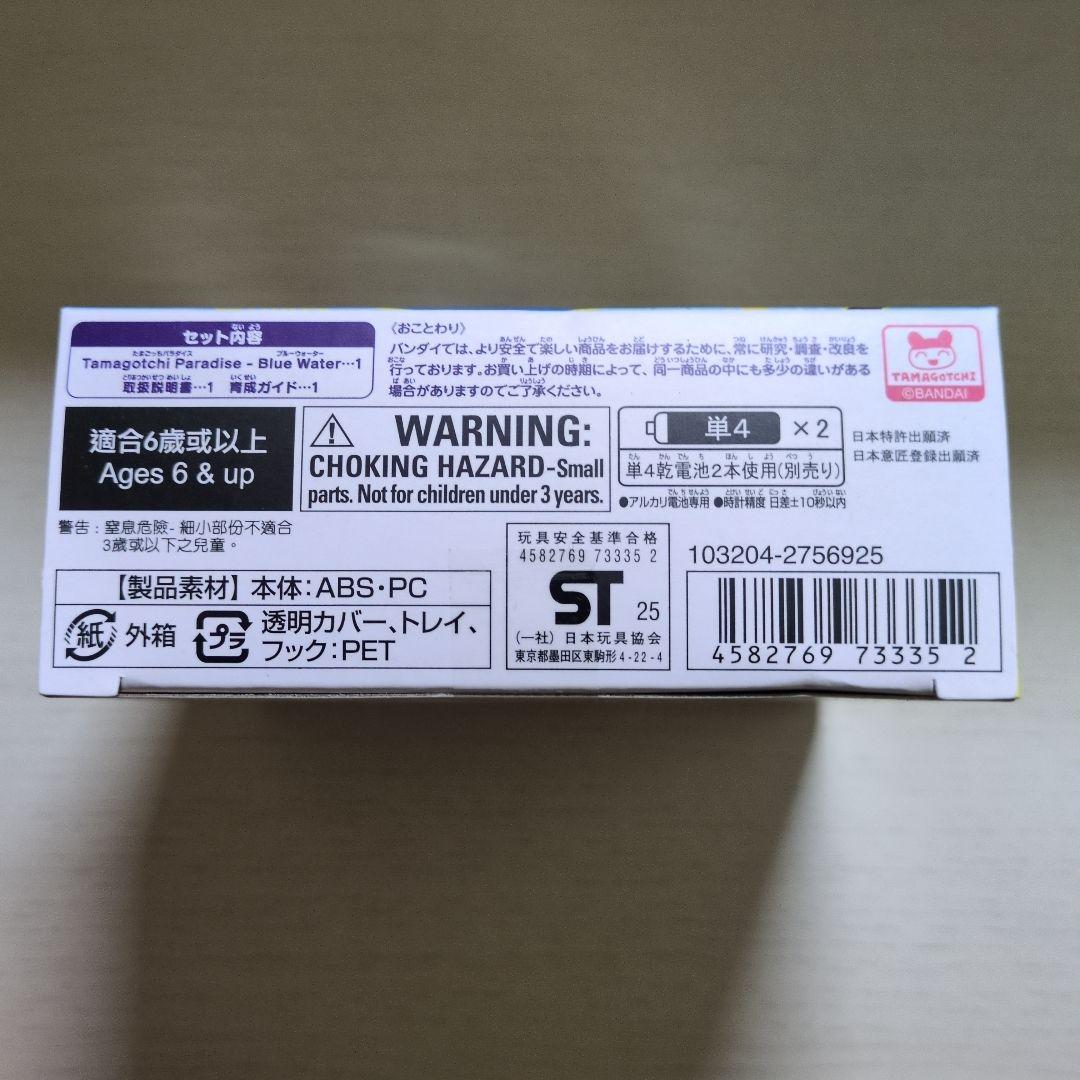 セット内容
Tamagotchi Paradise - Blue Water…1
取扱説明書…1 育成ガイド…1
《おことわり》
バンダイでは、より安全で楽しい商品をお届けするために、常に研究・調査・改良を
行っております。お買い上げの時期によって、同一商品の中にも多少の違いがある
場合がありますのでご了承ください。
TAMAGOTCHI
©BANDAI
適合6歲或以上
Ages 6 & up
WARNING:
CHOKING HAZARD-Small
parts. Not for children under 3 years.
単4 ×2
単4乾電池2本使用(別売り)
●アルカリ電池専用 ●時計精度 日差±10秒以内
日本特許出願済
日本意匠登録出願済
警告：窒息危險- 細小部份不適合
3歲或以下之兒童。
【製品素材】本体：ABS・PC
紙 外箱
プラ 透明カバー、トレイ、
フック：PET
玩具安全基準合格
4582769 73335 2
ST 25
(一社) 日本玩具協会
東京都墨田区東駒形4-22-4
103204-2756925
4582769 73335 2